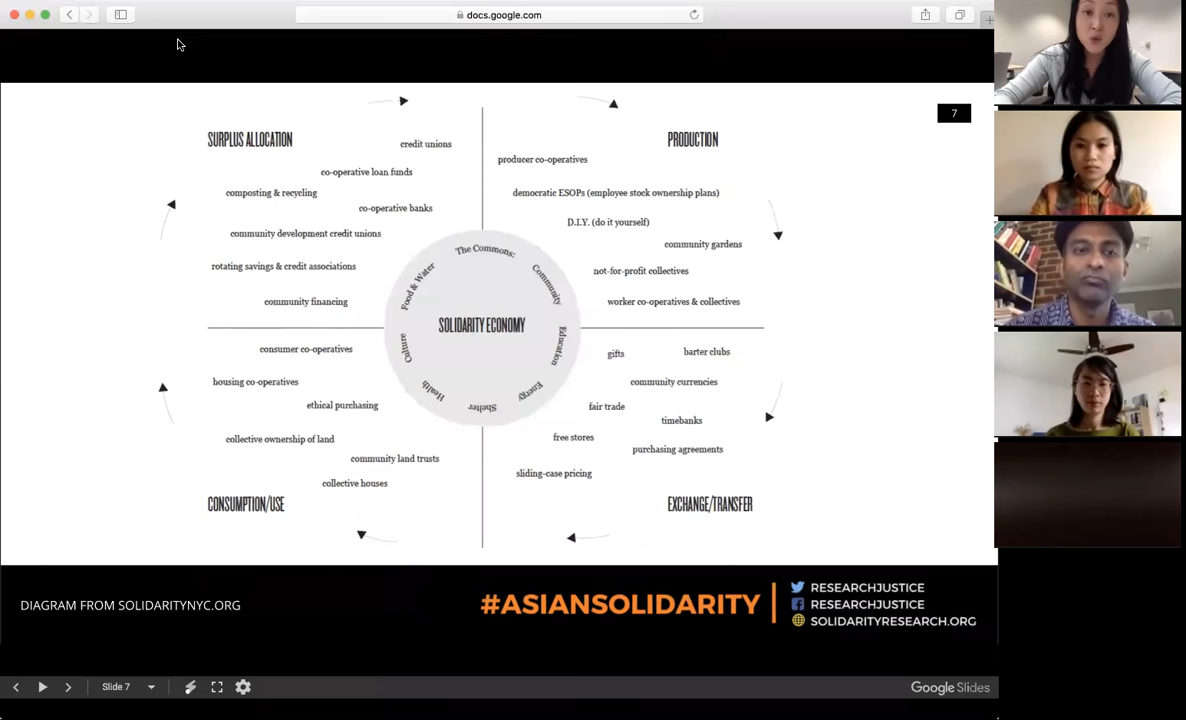 docs.google.com
7
SURPLUS ALLOCATION
credit unions
co-operative loan funds
composting & recycling
co-operative banks
community development credit unions
rotating savings & credit associations
community financing
PRODUCTION
producer co-operatives
democratic ESOPs (employee stock ownership plans)
D.I.Y. (do it yourself)
community gardens
not-for-profit collectives
worker co-operatives & collectives
SOLIDARITY ECONOMY
The Commons:
Community
Education
Energy
Shelter
Health
Culture
Food & Water
consumer co-operatives
housing co-operatives
ethical purchasing
collective ownership of land
community land trusts
collective houses
CONSUMPTION/USE
gifts
barter clubs
community currencies
fair trade
timebanks
free stores
purchasing agreements
sliding-case pricing
EXCHANGE/TRANSFER
DIAGRAM FROM SOLIDARITYNYC.ORG
#ASIANSOLIDARITY
RESEARCHJUSTICE
RESEARCHJUSTICE
SOLIDARITYRESEARCH.ORG
Slide 7
Google Slides